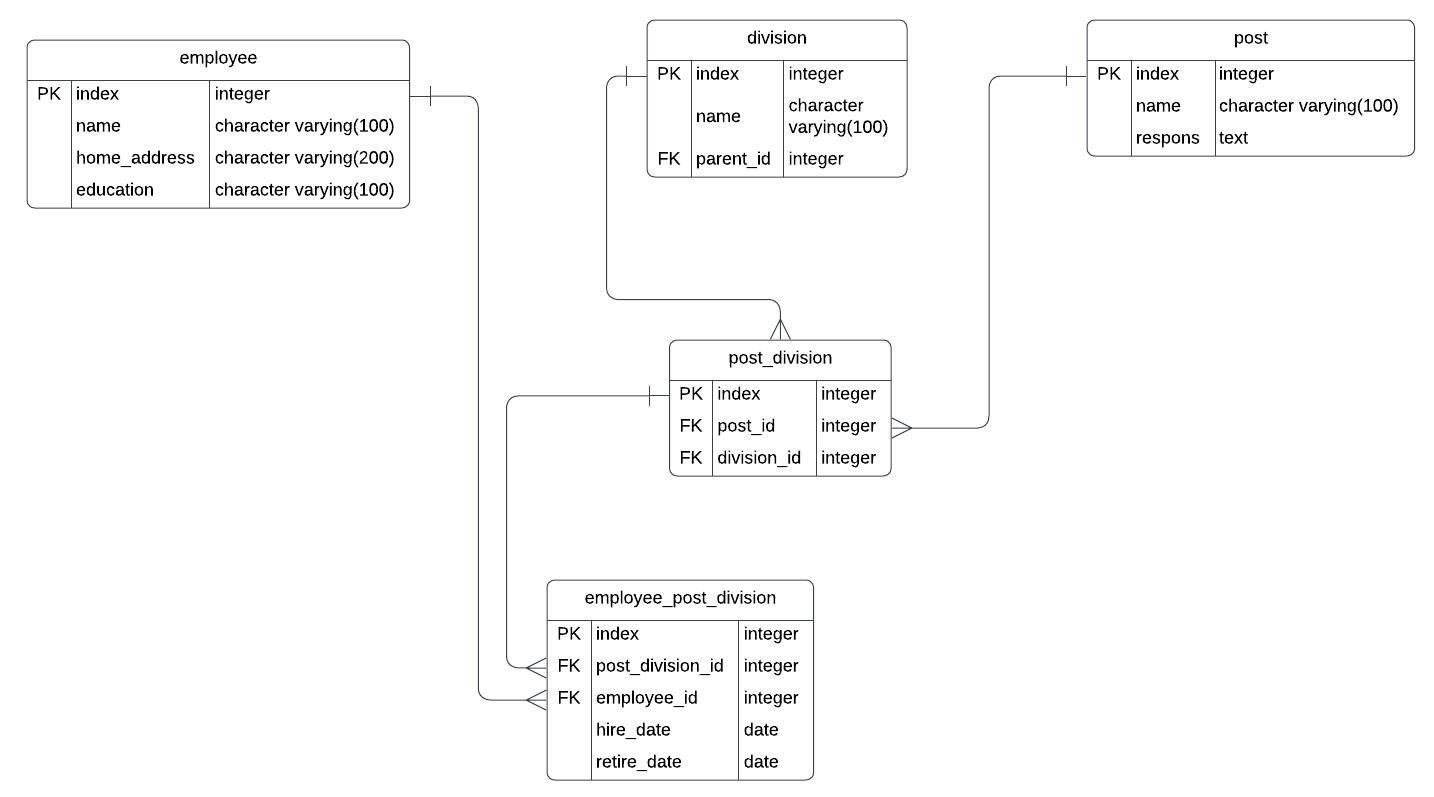 employee
PK index integer
name character varying(100)
home_address character varying(200)
education character varying(100)
division
PK index integer
name character
varying(100)
FK parent_id integer
post
PK index integer
name character varying(100)
respons text
post_division
PK index integer
FK post_id integer
FK division_id integer
employee_post_division
PK index integer
FK post_division_id integer
FK employee_id integer
hire_date date
retire_date date